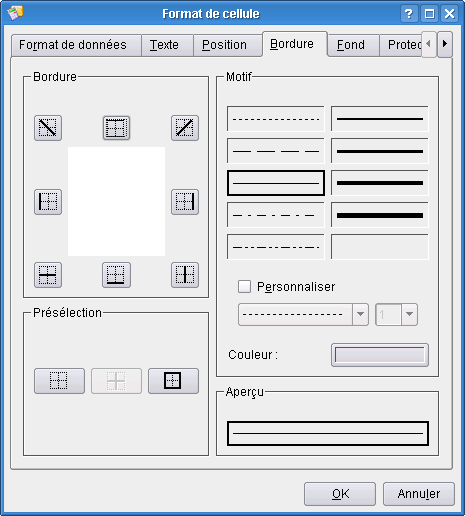 Format de cellule
Format de données
Texte
Position
Bordure
Fond
Protec
Bordure
Motif
Personnaliser
1
Couleur :
Présélection
Aperçu
OK
Annuler